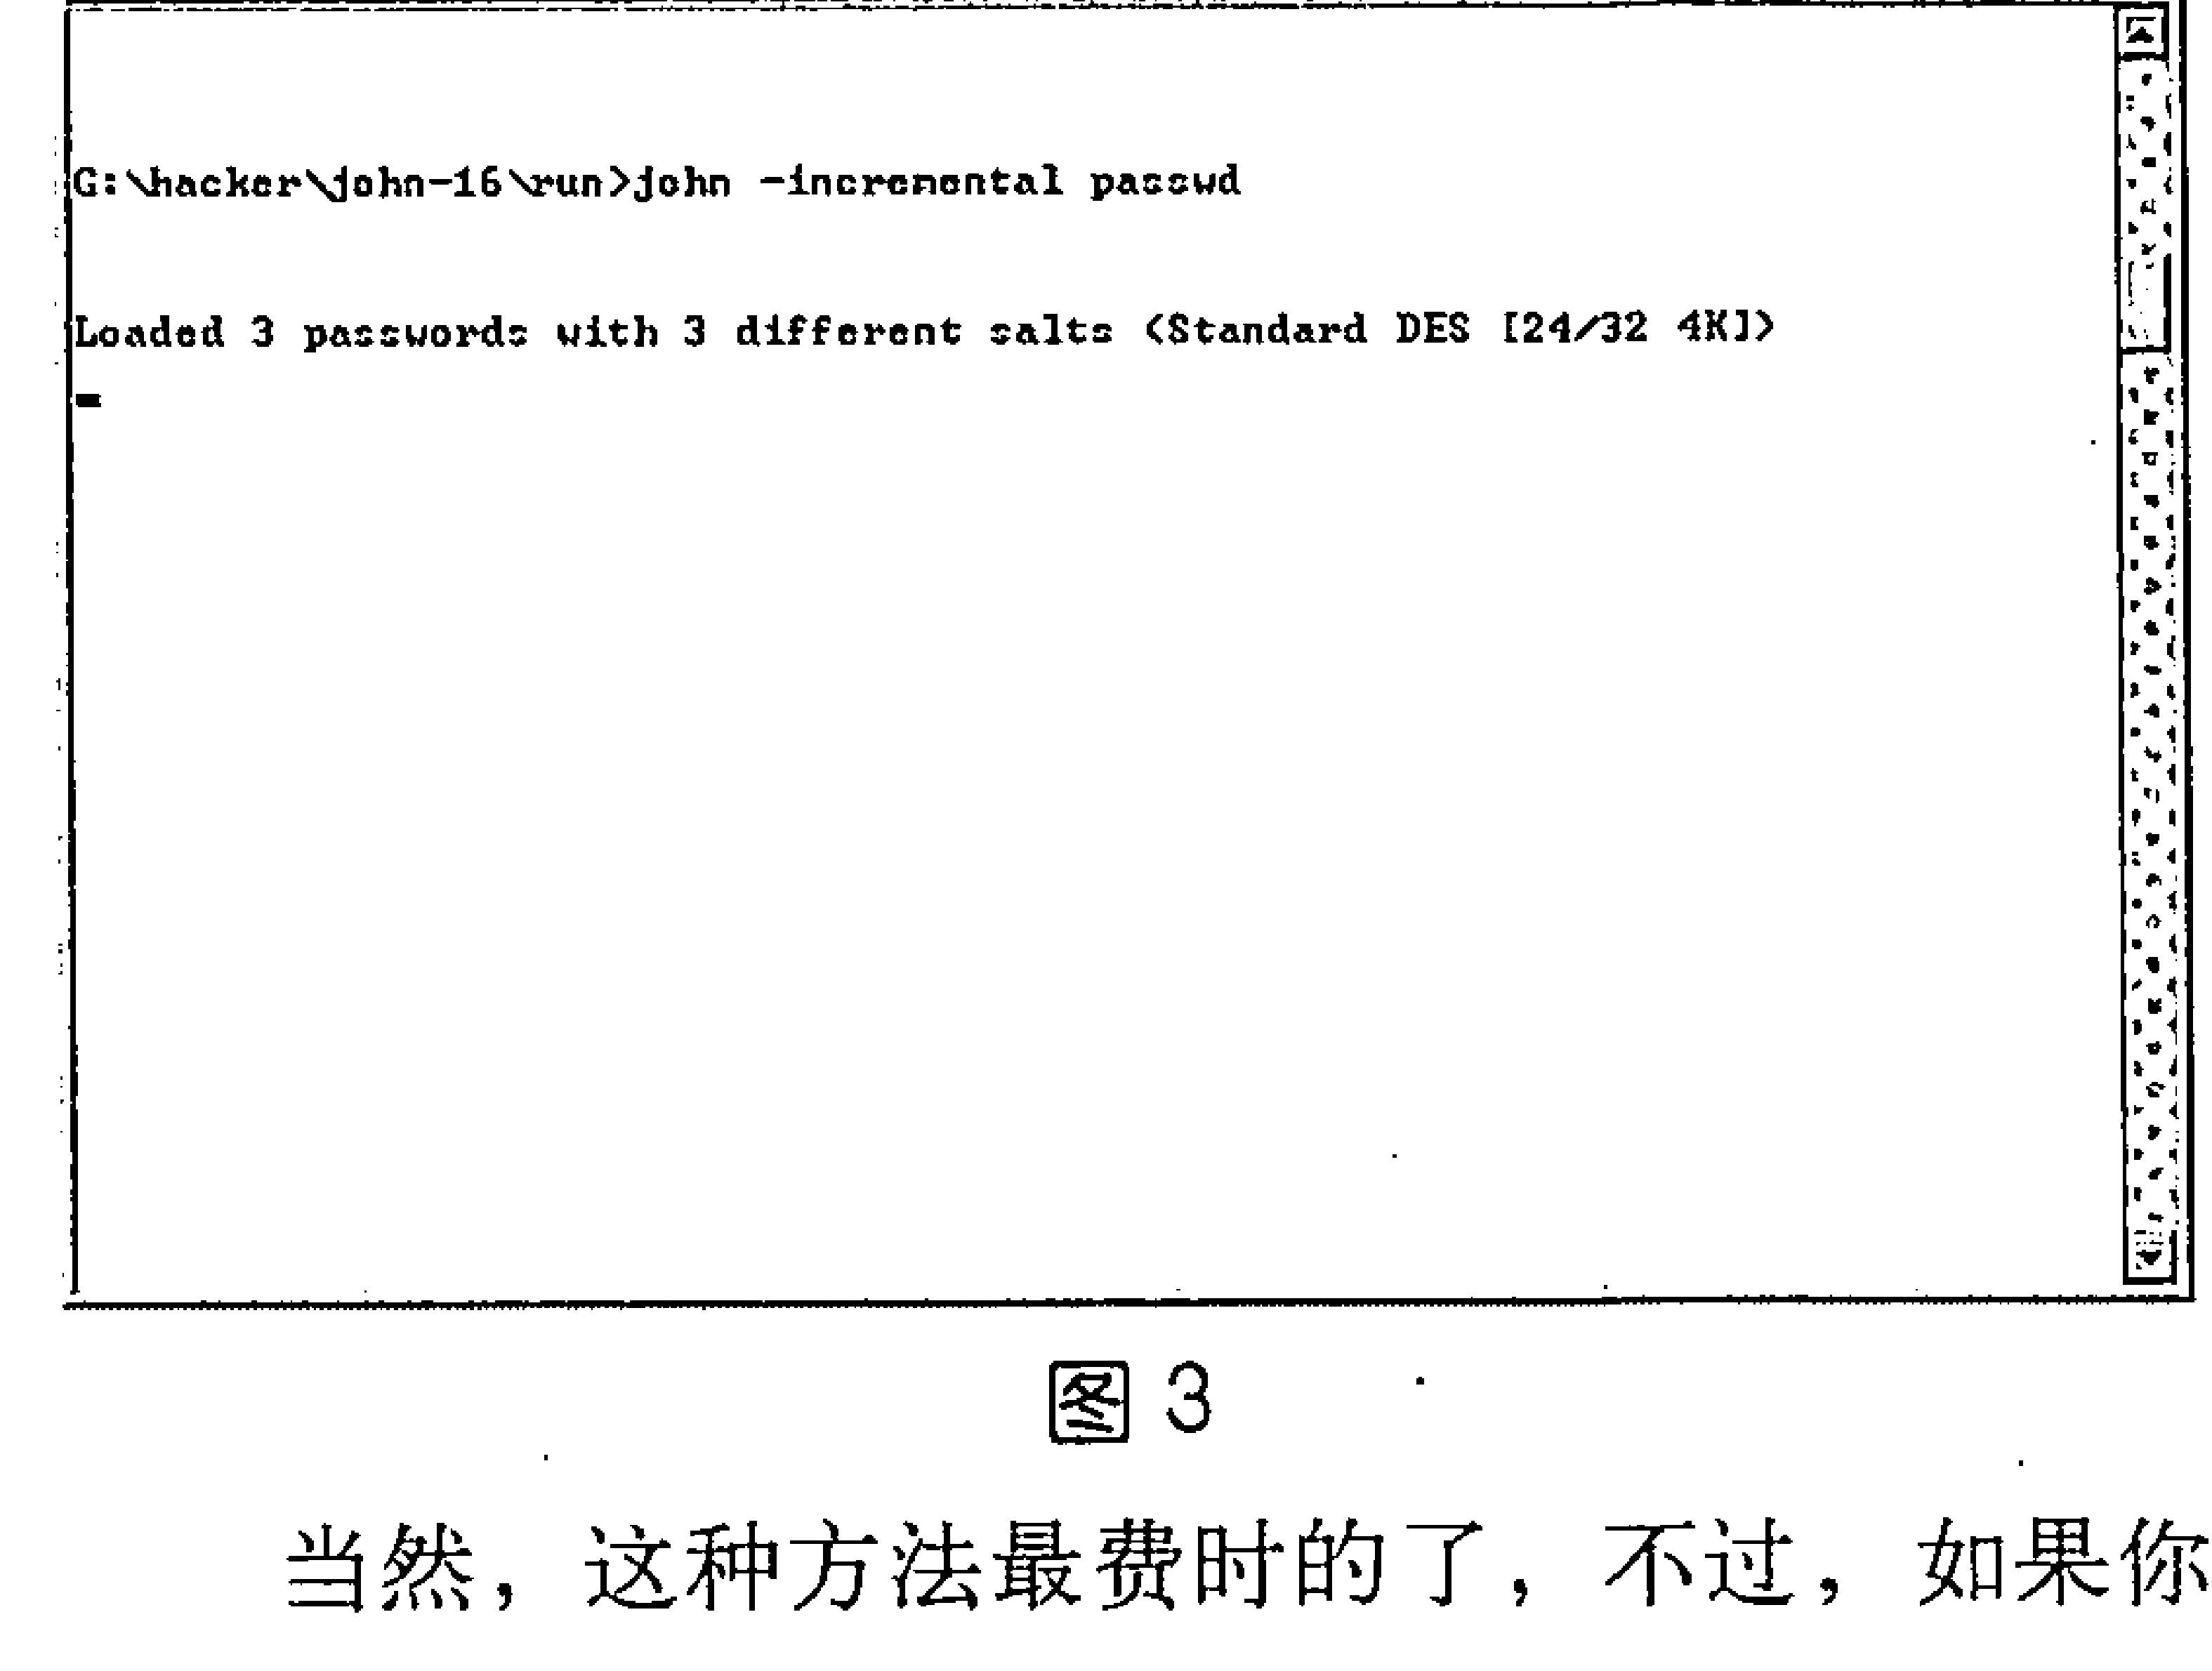 G:\hacker\john-16\run>john -incremental passwd
Loaded 3 passwords with 3 different salts (Standard DES [24/32 4K])
图 3
当然，这种方法最费时的了，不过，如果你